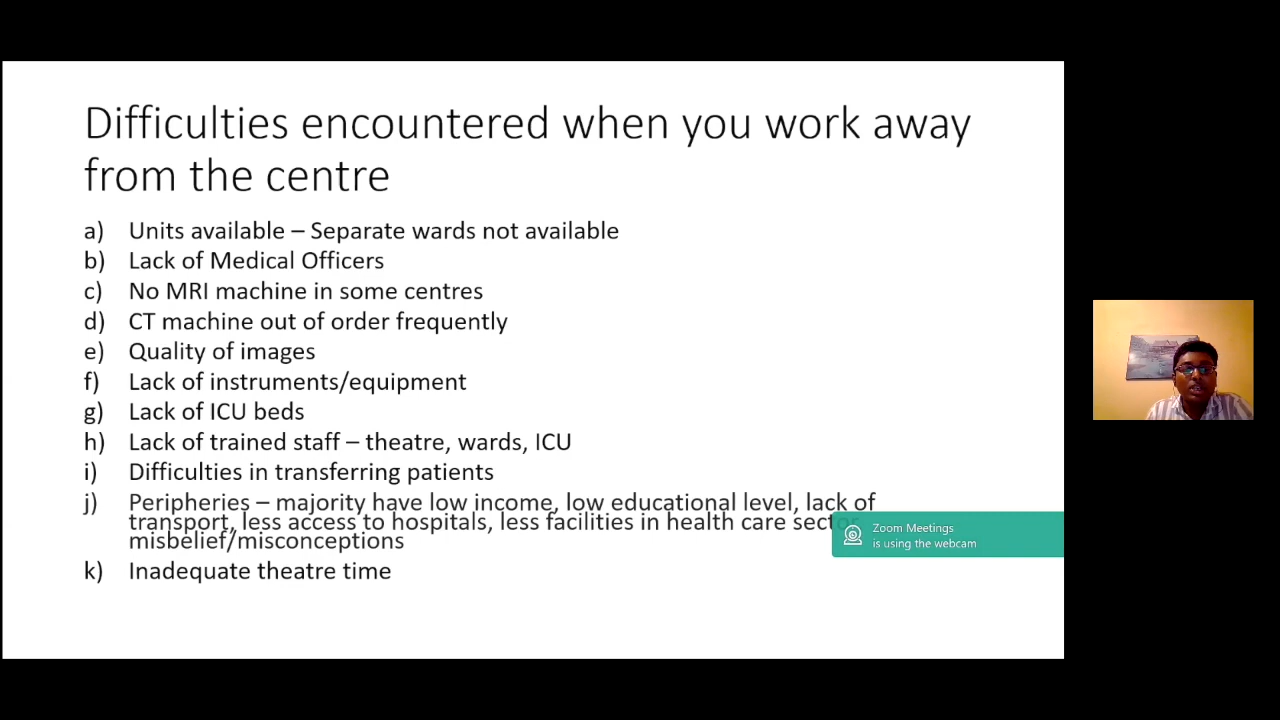 Difficulties encountered when you work away
from the centre
a) Units available – Separate wards not available
b) Lack of Medical Officers
c) No MRI machine in some centres
d) CT machine out of order frequently
e) Quality of images
f) Lack of instruments/equipment
g) Lack of ICU beds
h) Lack of trained staff – theatre, wards, ICU
i) Difficulties in transferring patients
j) Peripheries – majority have low income, low educational level, lack of
transport, less access to hospitals, less facilities in health care sector
misbelief/misconceptions
k) Inadequate theatre time
Zoom Meetings
is using the webcam